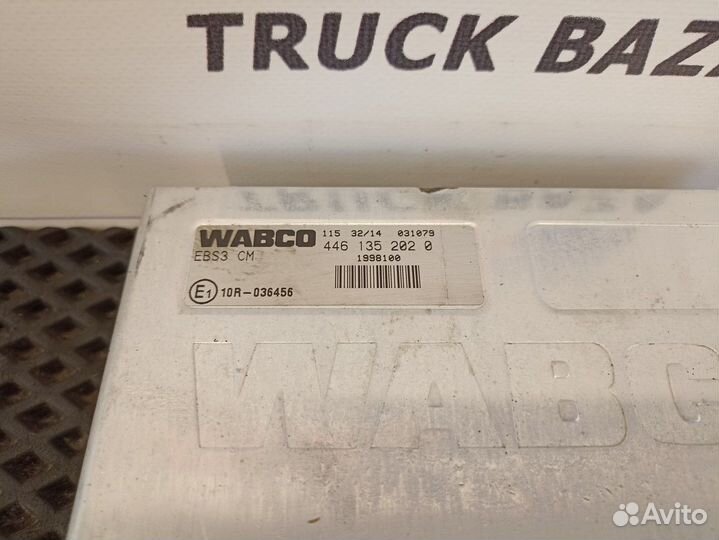 TRUCK BAZ
WABCO 115 32/14 031079
446 135 202 0
EBS3 CM 1998100
E1 10R-036456
WABC
Avito